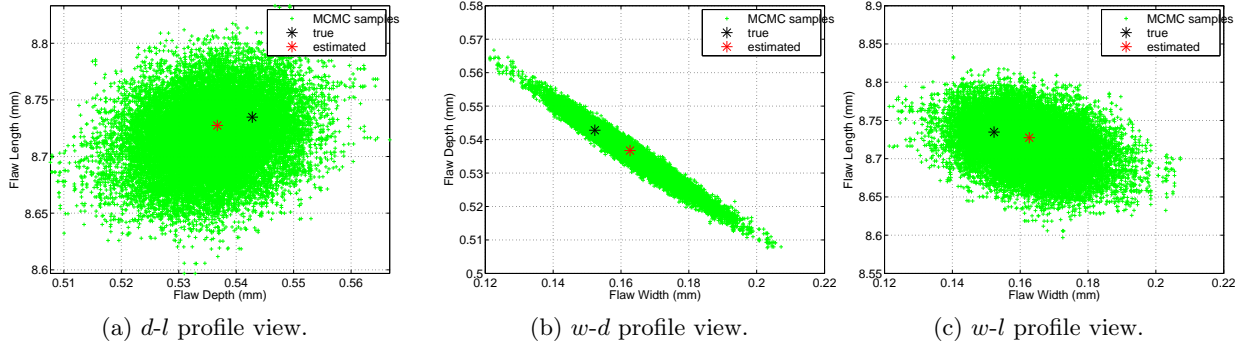 8.8
8.75
8.7
8.65
8.6
Flaw Length (mm)
0.51 0.52 0.53 0.54 0.55 0.56
Flaw Depth (mm)
MCMC samples
true
estimated
(a) d-l profile view.
0.58
0.57
0.56
0.55
0.54
0.53
0.52
0.51
0.5
Flaw Depth (mm)
0.12 0.14 0.16 0.18 0.2 0.22
Flaw Width (mm)
MCMC samples
true
estimated
(b) w-d profile view.
8.9
8.85
8.8
8.75
8.7
8.65
8.6
8.55
Flaw Length (mm)
0.12 0.14 0.16 0.18 0.2 0.22
Flaw Width (mm)
MCMC samples
true
estimated
(c) w-l profile view.